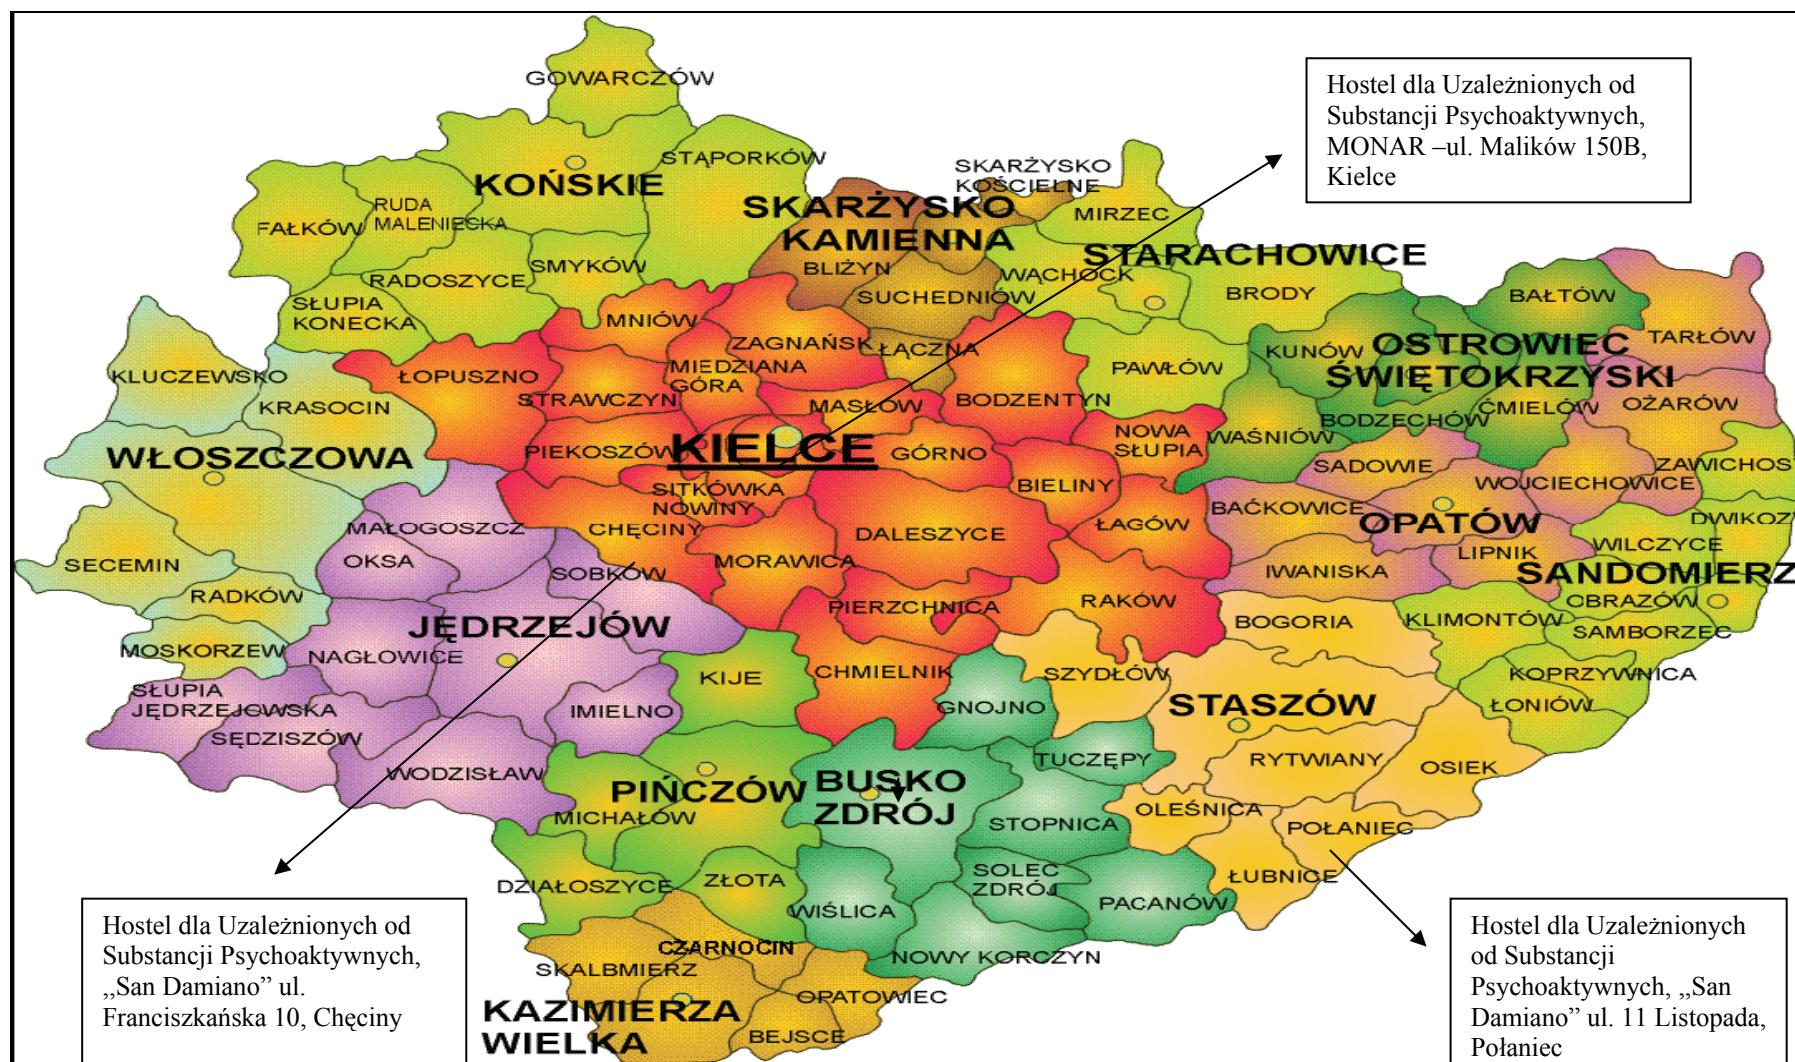 GOWARCZÓW
Hostel dla Uzależnionych od
Substancji Psychoaktywnych,
MONAR –ul. Malików 150B,
Kielce
STĄPORKÓW
KOŃSKIE
SKARŻYSKO
KOŚCIELNE
RUDA
MALENIECKA
FAŁKÓW
SKARŻYSKO
KAMIENNA
MIRZEC
STARACHOWICE
RADOSZYCE
SMYKÓW
BLIŻYN
WĄCHOCK
SUCHEDNIÓW
BRODY
BAŁTÓW
SŁUPIA
KONECKA
MNIÓW
ZAGNAŃSK
ŁĄCZNA
TARŁÓW
KUNÓW
OSTROWIEC
ŚWIĘTOKRZYSKI
KLUCZEWSKO
ŁOPUSZNO
MIEDZIANA
GÓRA
PAWŁÓW
STRAWCZYN
MASŁÓW
BODZENTYN
KRASOCIN
BODZECHÓW
ĆMIELÓW
OŻARÓW
WŁOSZCZOWA
PIEKOSZÓW
KIELCE
GÓRNO
NOWA
SŁUPIA
WAŚNIÓW
SADOWIE
ZAWICHOST
WOJCIECHOWICE
SITKÓWKA
NOWINY
BIELINY
BAĆKOWICE
OPATÓW
DWIKOZY
MAŁOGOSZCZ
CHĘCINY
DALESZYCE
ŁAGÓW
WILCZYCE
SECEMIN
OKSA
SOBKÓW
MORAWICA
IWANISKA
LIPNIK
SANDOMIERZ
RADKÓW
PIERZCHNICA
RAKÓW
OBRAZÓW
JĘDRZEJÓW
BOGORIA
KLIMONTÓW
SAMBORZEC
MOSKORZEW
NAGŁOWICE
KIJE
CHMIELNIK
SZYDŁÓW
KOPRZYWNICA
SŁUPIA
JĘDRZEJOWSKA
IMIELNO
GNOJNO
STASZÓW
ŁONIÓW
SĘDZISZÓW
TUCZĘPY
RYTWIANY
OSIEK
WODZISŁAW
PIŃCZÓW
BUSKO
ZDRÓJ
MICHAŁÓW
STOPNICA
OLEŚNICA
POŁANIEC
DZIAŁOSZYCE
ZŁOTA
SOLEC
ZDRÓJ
ŁUBNICE
WIŚLICA
PACANÓW
Hostel dla Uzależnionych od
Substancji Psychoaktywnych,
,,San Damiano” ul.
Franciszkańska 10, Chęciny
CZARNOCIN
NOWY KORCZYN
SKALBMIERZ
OPATOWIEC
KAZIMIERZA
WIELKA
BEJSCE
Hostel dla Uzależnionych
od Substancji
Psychoaktywnych, ,,San
Damiano” ul. 11 Listopada,
Połaniec